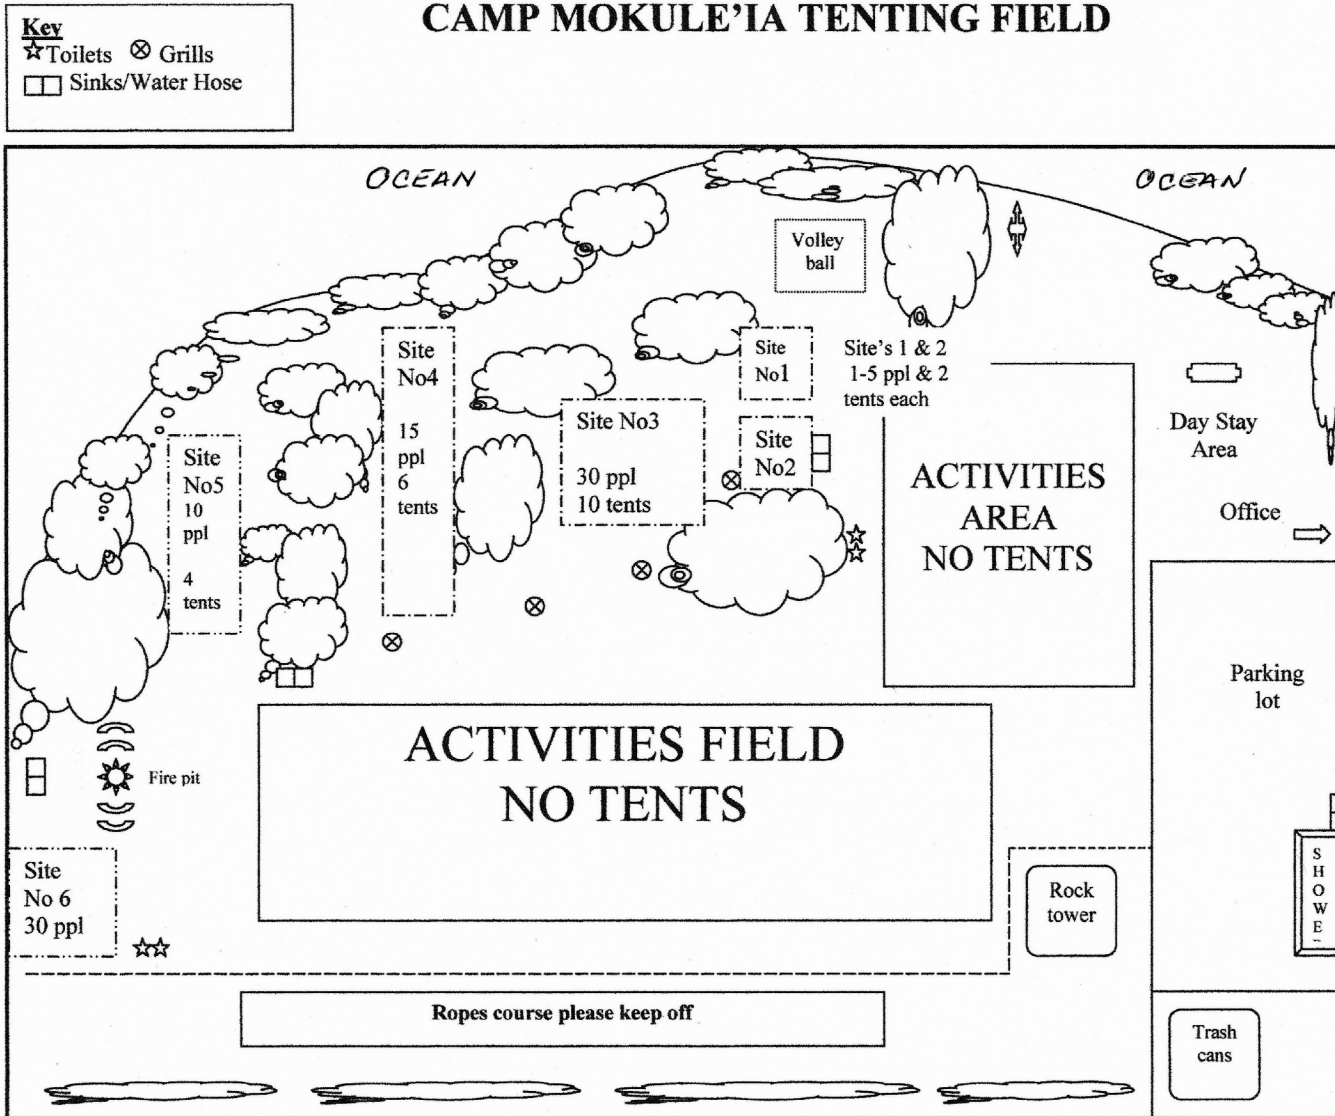 CAMP MOKULE'IA TENTING FIELD
Key
Toilets Grills
Sinks/Water Hose
OCEAN
OCEAN
Volley
ball
Site
No4
15
ppl
6
tents
Site
No1
Site's 1 & 2
1-5 ppl & 2
tents each
Site No3
30 ppl
10 tents
Site
No2
Site
No5
10
ppl
4
tents
ACTIVITIES
AREA
NO TENTS
Day Stay
Area
Office
Parking
lot
ACTIVITIES FIELD
NO TENTS
Fire pit
Site
No 6
30 ppl
Rock
tower
S
H
O
W
E
Ropes course please keep off
Trash
cans